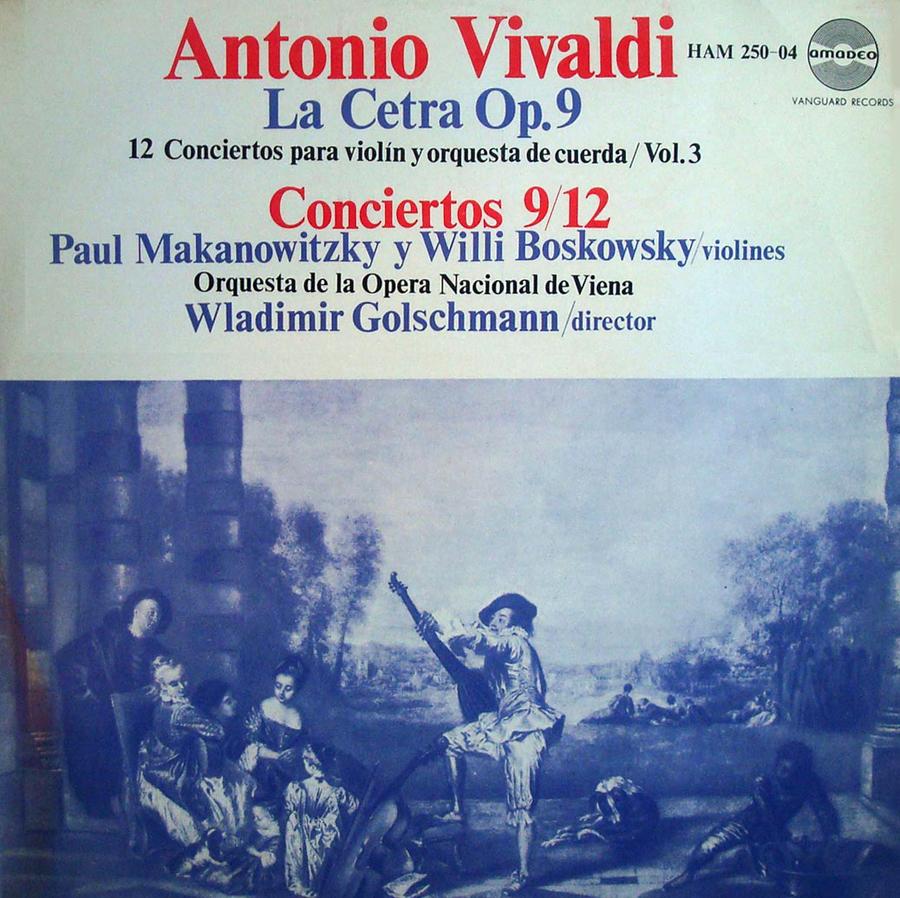 Antonio Vivaldi
HAM 250-04
amadeo
VANGUARD RECORDS
La Cetra Op.9
12 Conciertos para violín y orquesta de cuerda/ Vol.3
Conciertos 9/12
Paul Makanowitzky y Willi Boskowsky/violines
Orquesta de la Opera Nacional de Viena
Wladimir Golschmann/director